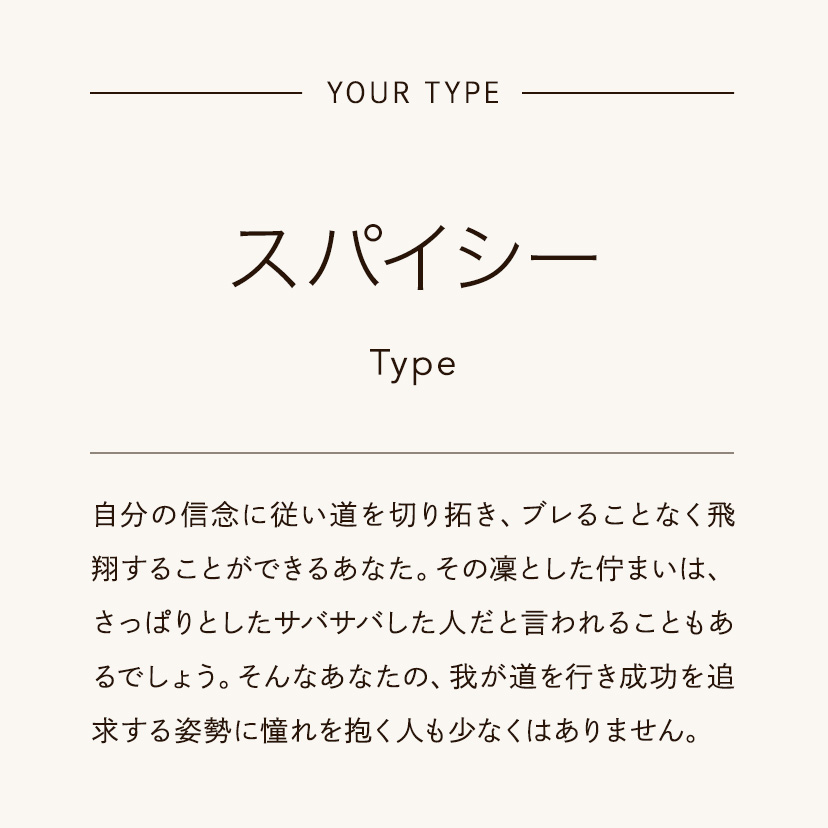 YOUR TYPE
スパイシー
Type
自分の信念に従い道を切り拓き、ブレることなく飛
翔することができるあなた。その凛とした佇まいは、
さっぱりとしたサバサバした人だと言われることもあ
るでしょう。そんなあなたの、我が道を行き成功を追
求する姿勢に憧れを抱く人も少なくはありません。